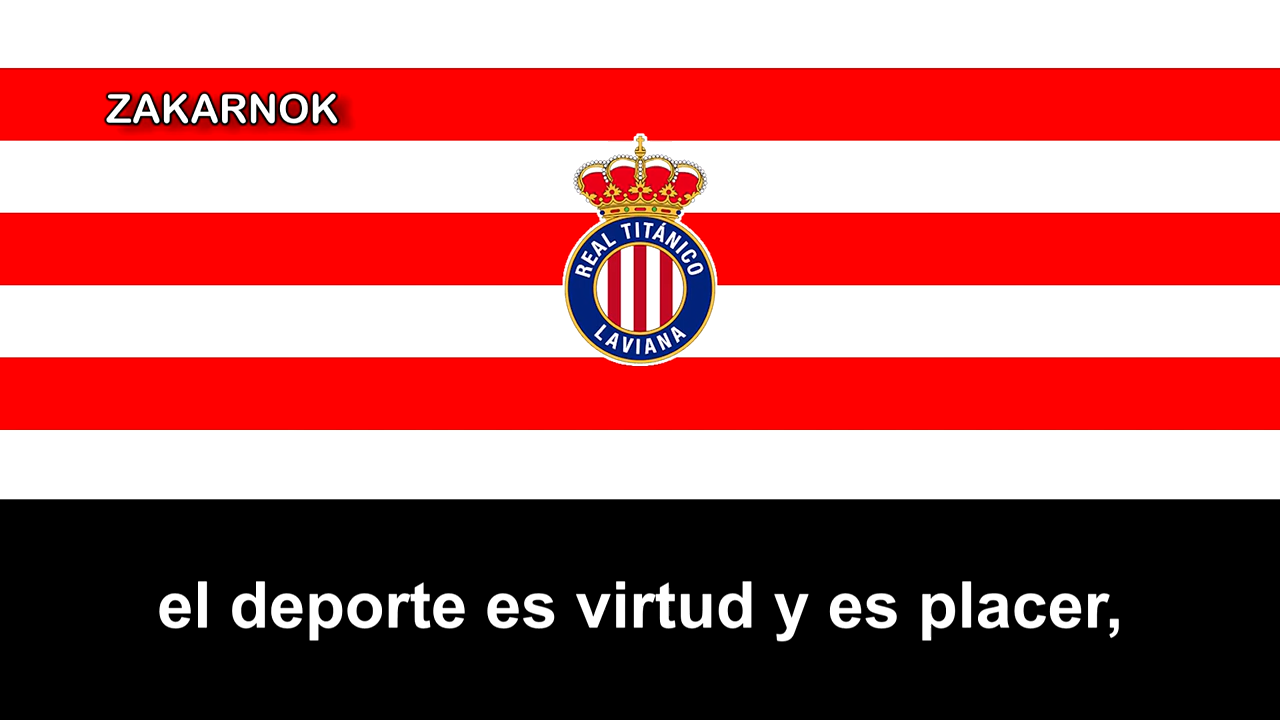 ZAKARNOK
REAL TITÁNICO
LAVIANA
el deporte es virtud y es placer,